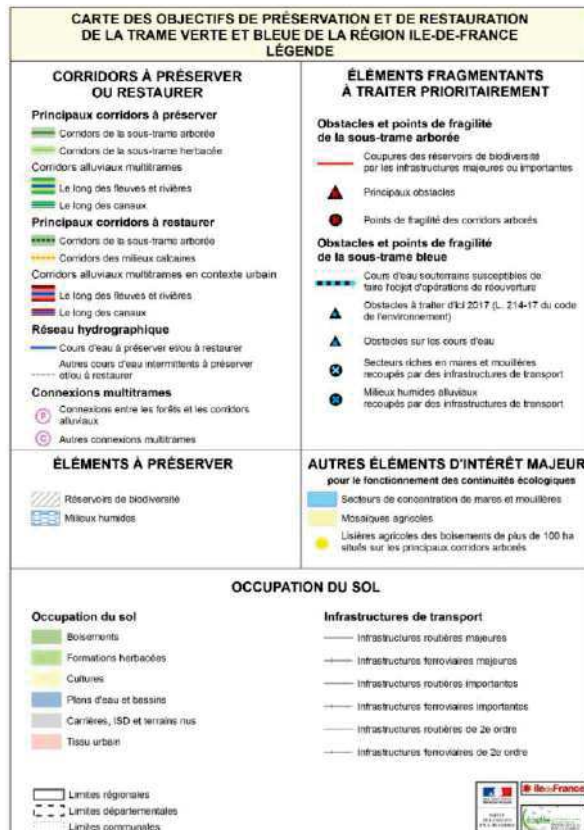 CARTE DES OBJECTIFS DE PRÉSERVATION ET DE RESTAURATION
DE LA TRAME VERTE ET BLEUE DE LA RÉGION ILE-DE-FRANCE
LÉGENDE
CORRIDORS À PRÉSERVER
OU RESTAURER
Principaux corridors à préserver
Corridors de la sous-trame arborée
Corridors de la sous-trame herbacée
Corridors alluviaux multitrames
Le long des fleuves et rivières
Le long des canaux
Principaux corridors à restaurer
Corridors de la sous-trame arborée
Corridors des milieux calcaires
Corridors alluviaux multitrames en contexte urbain
Le long des fleuves et rivières
Le long des canaux
Réseau hydrographique
Cours d'eau à préserver et/ou à restaurer
Autres cours d'eau intermittents à préserver
et/ou à restaurer
Connexions multitrames
Connexions entre les forêts et les corridors
alluviaux
Autres connexions multitrames
ÉLÉMENTS FRAGMENTANTS
À TRAITER PRIORITAIREMENT
Obstacles et points de fragilité
de la sous-trame arborée
Coupures des réservoirs de biodiversité
par les infrastructures majeures ou importantes
Principaux obstacles
Points de fragilité des corridors arborés
Obstacles et points de fragilité
de la sous-trame bleue
Cours d'eau souterrains susceptibles de
faire l'objet d'opérations de réouverture
Obstacles à traiter d'ici 2017 (L. 214-17 du code
de l'environnement)
Obstacles sur les cours d'eau
Secteurs riches en mares et mouillères
recoupés par des infrastructures de transport
Milieux humides alluviaux
recoupés par des infrastructures de transport
ÉLÉMENTS À PRÉSERVER
Réservoirs de biodiversité
Milieux humides
AUTRES ÉLÉMENTS D'INTÉRÊT MAJEUR
pour le fonctionnement des continuités écologiques
Secteurs de concentration de mares et mouillères
Mosaïques agricoles
Lisières agricoles des boisements de plus de 100 ha
situés sur les principaux corridors arborés
OCCUPATION DU SOL
Occupation du sol
Boisements
Formations herbacées
Cultures
Plans d'eau et bassins
Carrières, ISD et terrains nus
Tissu urbain
Infrastructures de transport
Infrastructures routières majeures
Infrastructures ferroviaires majeures
Infrastructures routières importantes
Infrastructures ferroviaires importantes
Infrastructures routières de 2e ordre
Infrastructures ferroviaires de 2e ordre
Limites régionales
Limites départementales
Limites communales
île de France